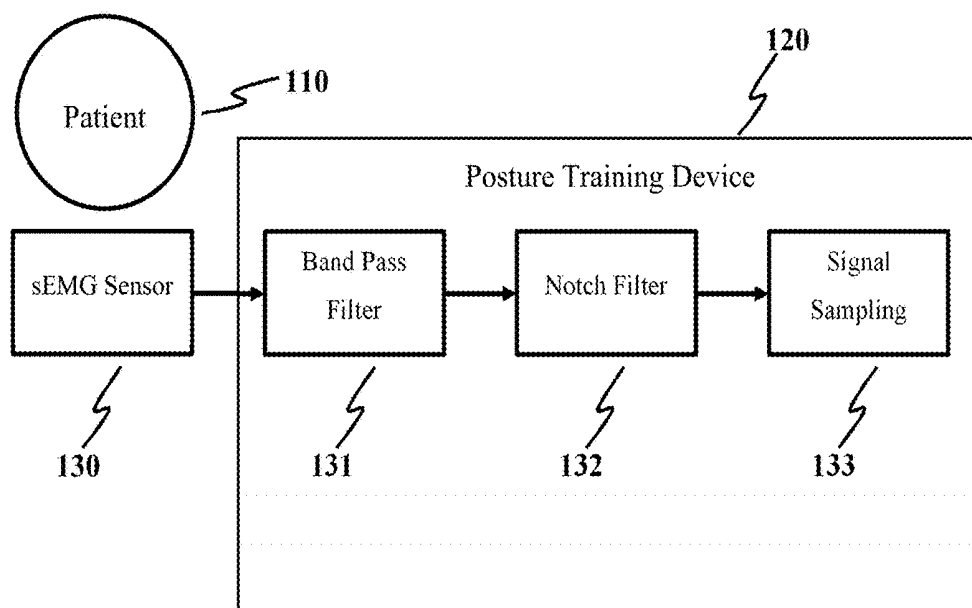 120
110
Patient
Posture Training Device
sEMG Sensor
Band Pass
Filter
Notch Filter
Signal
Sampling
130
131
132
133